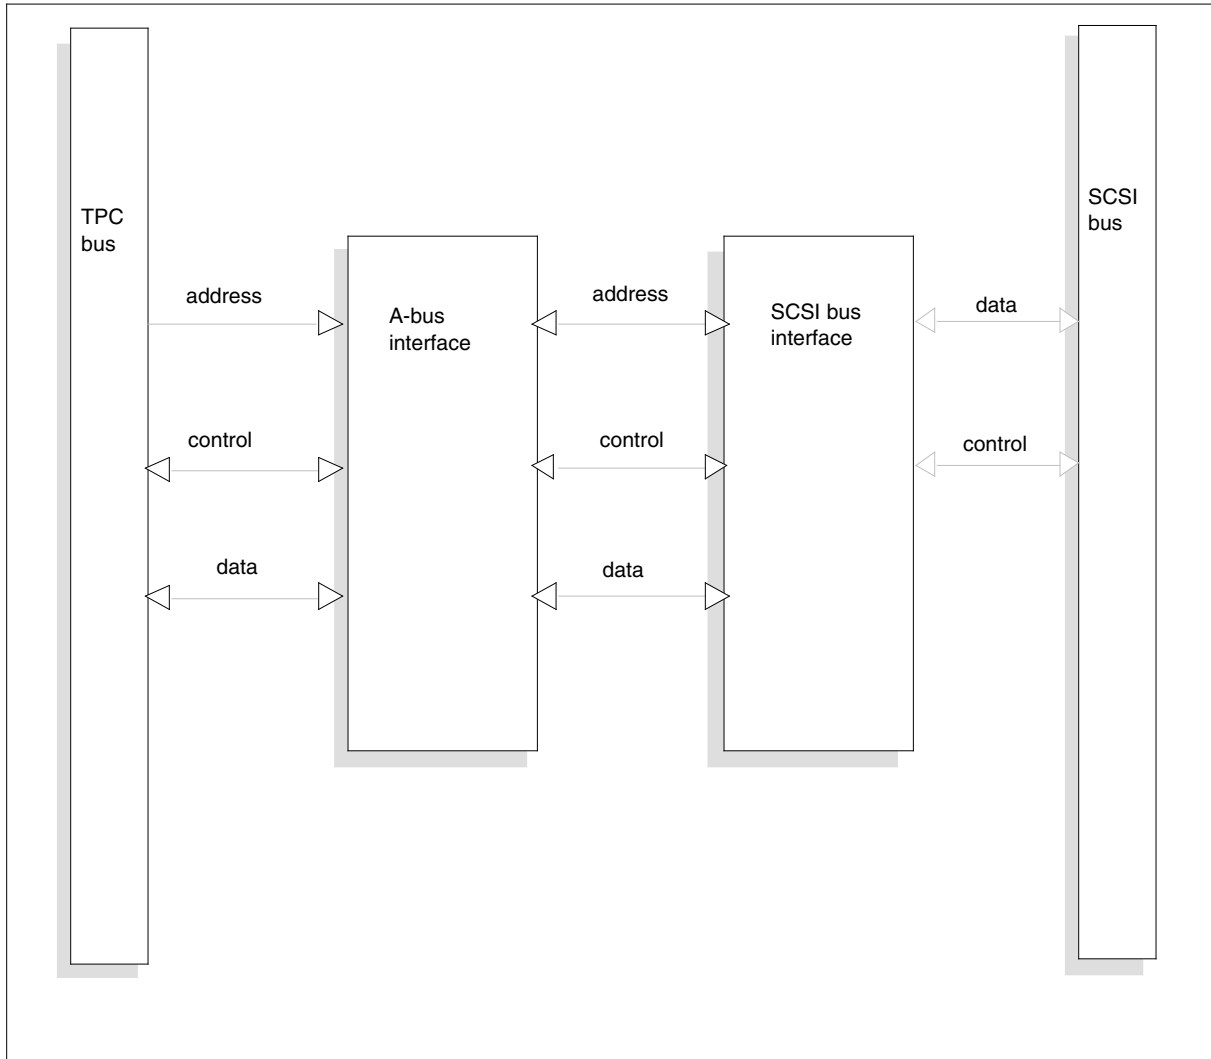 TPC
bus
SCSI
bus
address
A-bus
interface
address
SCSI bus
interface
data
control
control
control
data
data